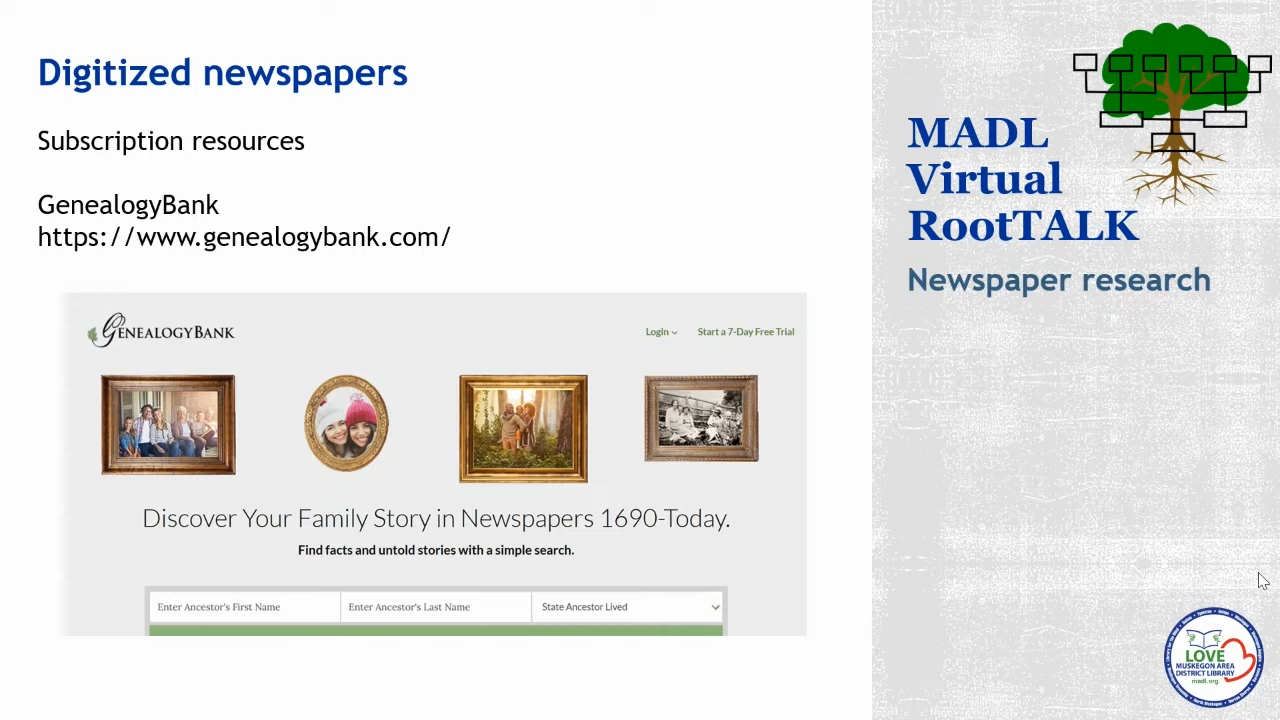 Digitized newspapers
Subscription resources
GenealogyBank
https://www.genealogybank.com/
GENEALOGYBANK
Login
Start a 7-Day Free Trial
Discover Your Family Story in Newspapers 1690-Today.
Find facts and untold stories with a simple search.
Enter Ancestor's First Name
Enter Ancestor's Last Name
State Ancestor Lived
MADL
Virtual
RootTALK
Newspaper research
LOVE
MUSKEGON AREA
DISTRICT LIBRARY
madl.org